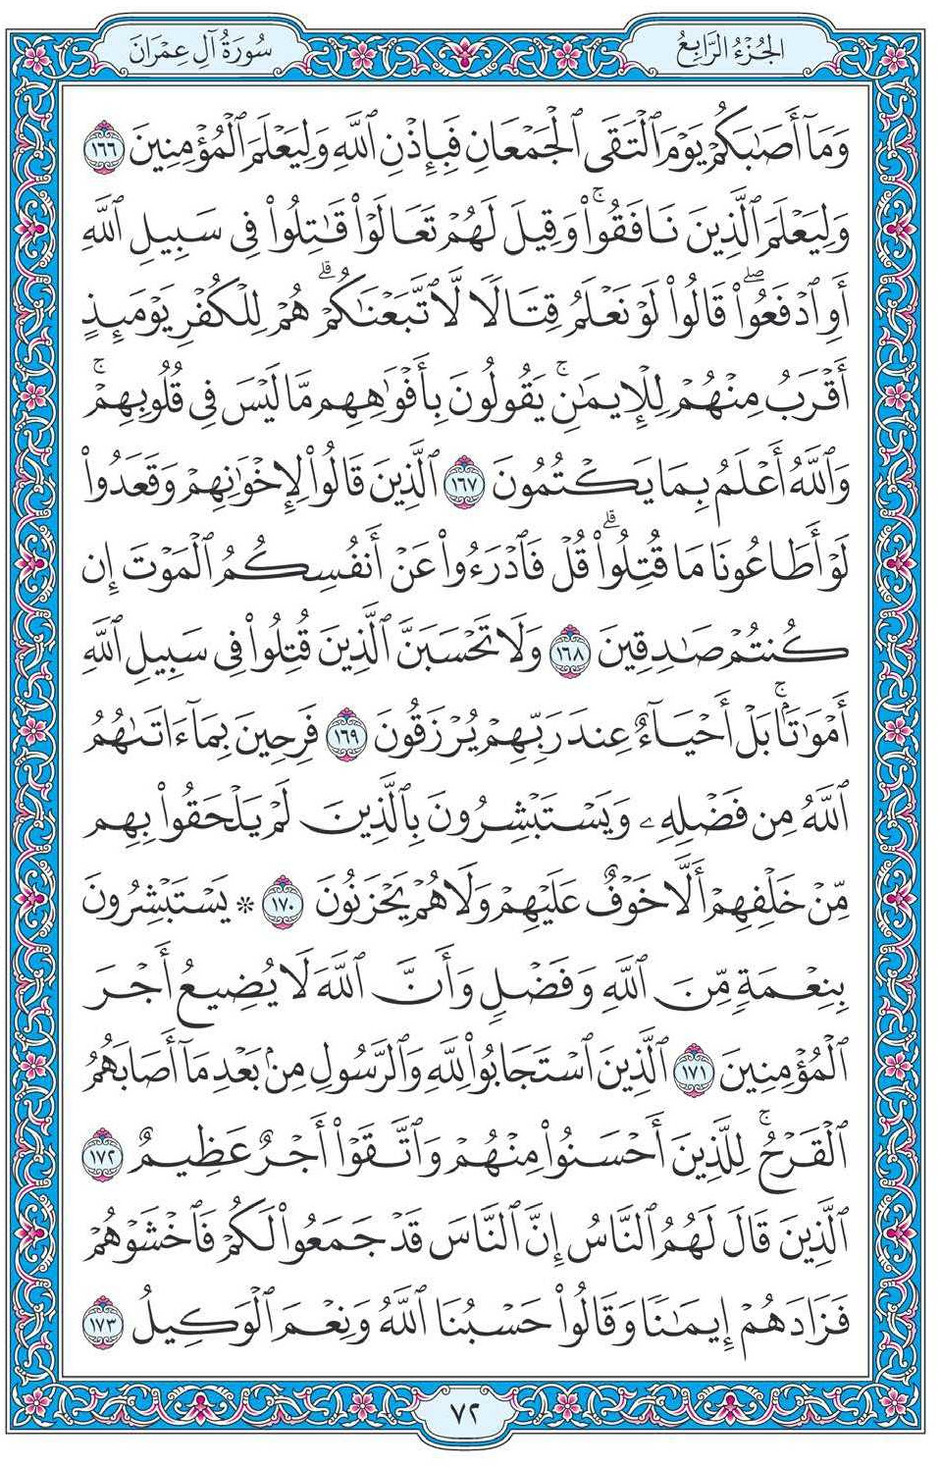 الجُزْءُ الرَّابِعُ
سُورَةُ آلِ عِمْرَانَ
وَمَآ أَصَٰبَكُمْ يَوْمَ ٱلْتَقَى ٱلْجَمْعَانِ فَبِإِذْنِ ٱللَّهِ وَلِيَعْلَمَ ٱلْمُؤْمِنِينَ ١٦٦
وَلِيَعْلَمَ ٱلَّذِينَ نَافَقُوا۟ۚ وَقِيلَ لَهُمْ تَعَالَوْا۟ قَٰتِلُوا۟ فِى سَبِيلِ ٱللَّهِ
أَوِ ٱدْفَعُوا۟ۖ قَالُوا۟ لَوْ نَعْلَمُ قِتَالًا لَّٱتَّبَعْنَٰكُمْۗ هُمْ لِلْكُفْرِ يَوْمَئِذٍ
أَقْرَبُ مِنْهُمْ لِلْإِيمَٰنِۚ يَقُولُونَ بِأَفْوَٰهِهِم مَّا لَيْسَ فِى قُلُوبِهِمْۚ
وَٱللَّهُ أَعْلَمُ بِمَا يَكْتُمُونَ ١٦٧ ٱلَّذِينَ قَالُوا۟ لِإِخْوَٰنِهِمْ وَقَعَدُوا۟
لَوْ أَطَاعُونَا مَا قُتِلُوا۟ۗ قُلْ فَٱدْرَءُوا۟ عَنْ أَنفُسِكُمُ ٱلْمَوْتَ إِن
كُنتُمْ صَٰدِقِينَ ١٦٨ وَلَا تَحْسَبَنَّ ٱلَّذِينَ قُتِلُوا۟ فِى سَبِيلِ ٱللَّهِ
أَمْوَٰتًۢاۚ بَلْ أَحْيَآءٌ عِندَ رَبِّهِمْ يُرْزَقُونَ ١٦٩ فَرِحِينَ بِمَآ ءَاتَىٰهُمُ
ٱللَّهُ مِن فَضْلِهِۦ وَيَسْتَبْشِرُونَ بِٱلَّذِينَ لَمْ يَلْحَقُوا۟ بِهِم
مِّنْ خَلْفِهِمْ أَلَّا خَوْفٌ عَلَيْهِمْ وَلَا هُمْ يَحْزَنُونَ ١٧٠ * يَسْتَبْشِرُونَ
بِنِعْمَةٍ مِّنَ ٱللَّهِ وَفَضْلٍ وَأَنَّ ٱللَّهَ لَا يُضِيعُ أَجْرَ
ٱلْمُؤْمِنِينَ ١٧١ ٱلَّذِينَ ٱسْتَجَابُوا۟ لِلَّهِ وَٱلرَّسُولِ مِنۢ بَعْدِ مَآ أَصَابَهُمُ
ٱلْقَرْحُۚ لِلَّذِينَ أَحْسَنُوا۟ مِنْهُمْ وَٱتَّقَوْا۟ أَجْرٌ عَظِيمٌ ١٧٢
ٱلَّذِينَ قَالَ لَهُمُ ٱلنَّاسُ إِنَّ ٱلنَّاسَ قَدْ جَمَعُوا۟ لَكُمْ فَٱخْشَوْهُمْ
فَزَادَهُمْ إِيمَٰنًا وَقَالُوا۟ حَسْبُنَا ٱللَّهُ وَنِعْمَ ٱلْوَكِيلُ ١٧٣
٧٢